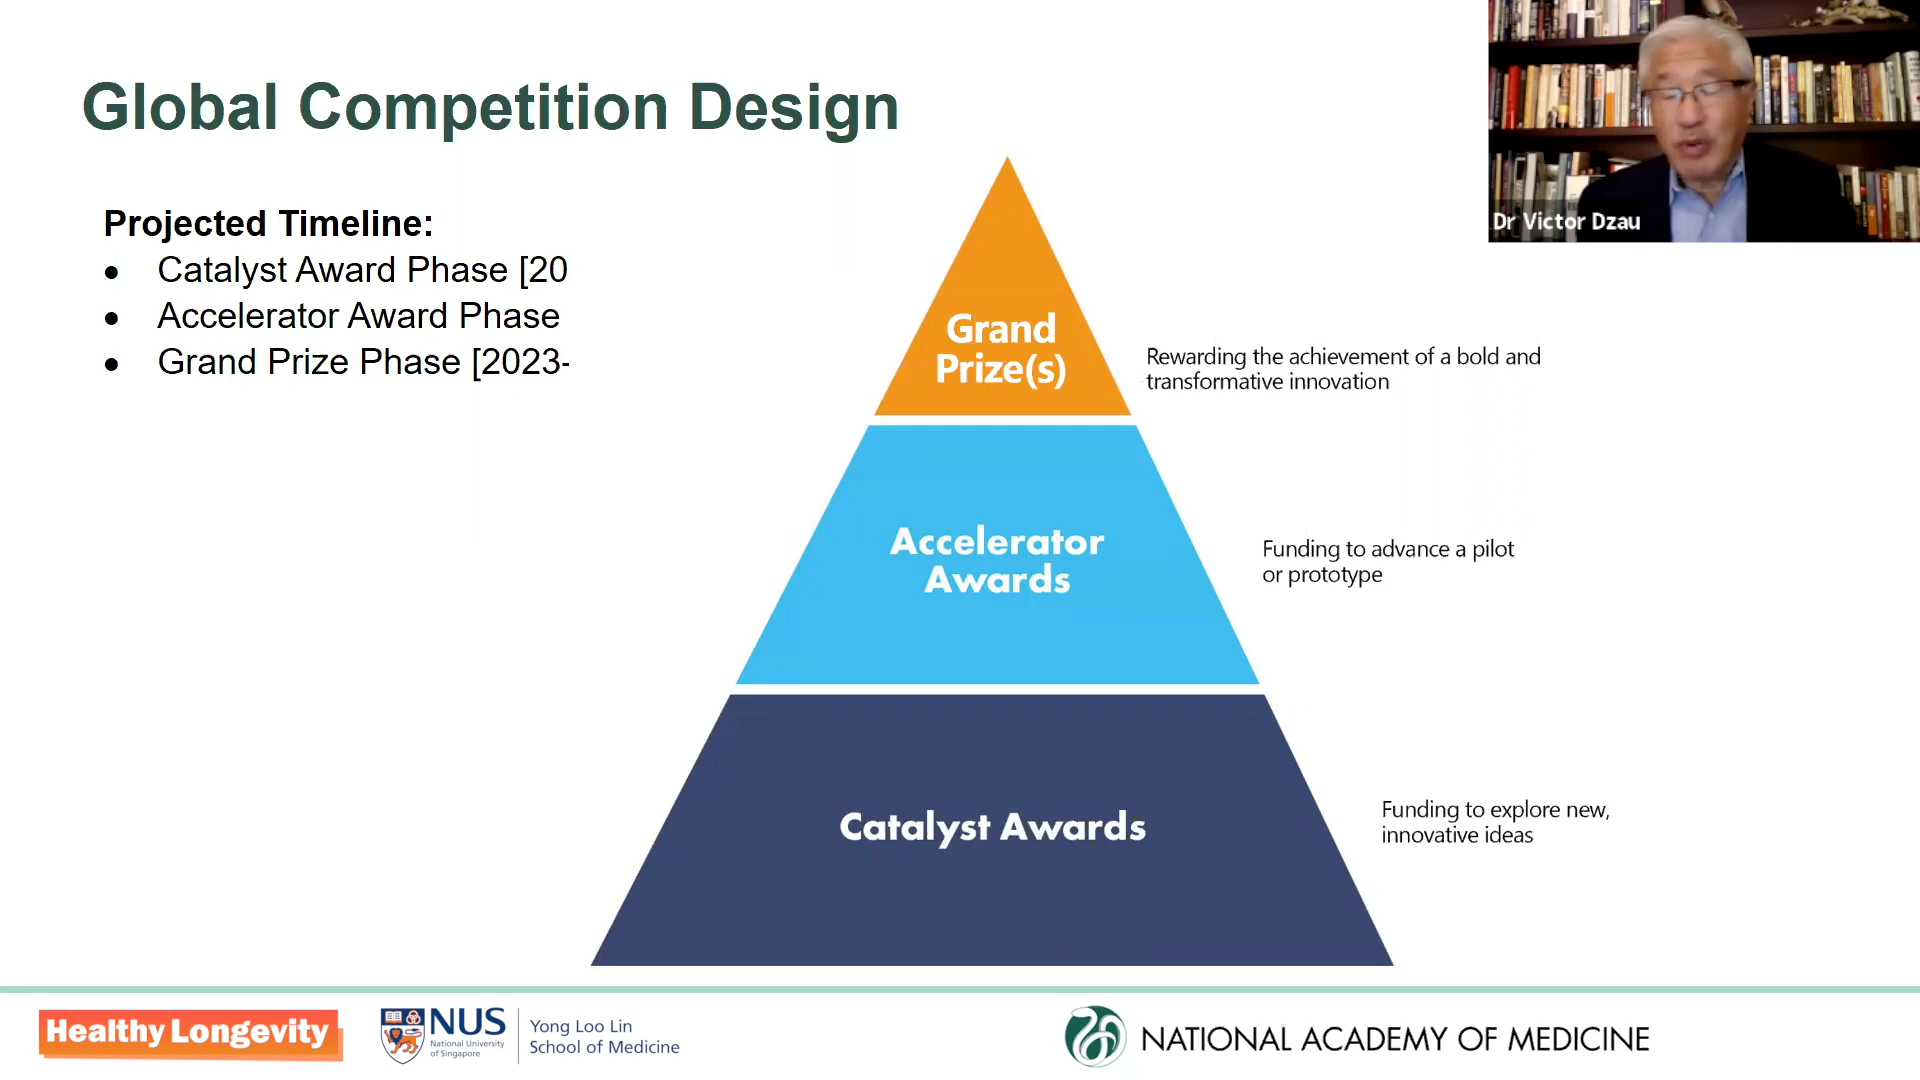 Global Competition Design
Projected Timeline:
• Catalyst Award Phase [20
• Accelerator Award Phase
• Grand Prize Phase [2023-
Dr Victor Dzau
Grand
Prize(s)
Rewarding the achievement of a bold and
transformative innovation
Accelerator
Awards
Funding to advance a pilot
or prototype
Catalyst Awards
Funding to explore new,
innovative ideas
Healthy Longevity
NUS
National University
of Singapore
Yong Loo Lin
School of Medicine
NATIONAL ACADEMY OF MEDICINE